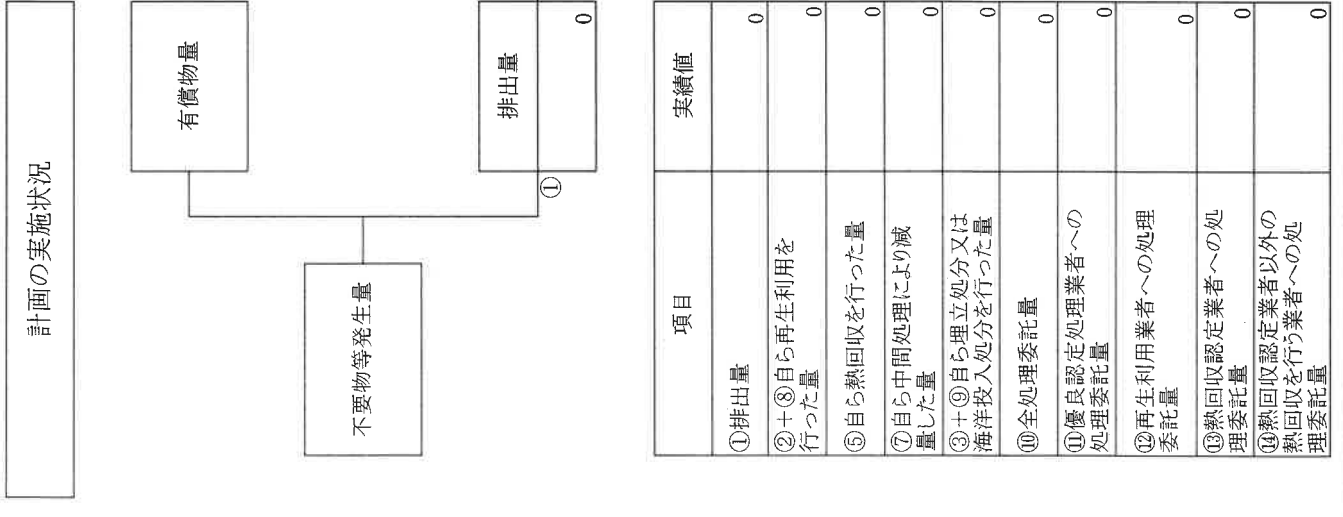 計画の実施状況
有償物量
不要物等発生量
排出量
①
0
項目
実績値
①排出量
0
②+⑧自ら再生利用を
行った量
0
⑤自ら熱回収を行った量
0
⑦自ら中間処理により減
量した量
0
③+⑨自ら埋立処分又は
海洋投入処分を行った量
0
⑩全処理委託量
0
⑪優良認定処理業者への
処理委託量
0
⑫再生利用業者への処理
委託量
0
⑬熱回収認定業者への処
理委託量
0
⑭熱回収認定業者以外の
熱回収を行う業者への処
理委託量
0